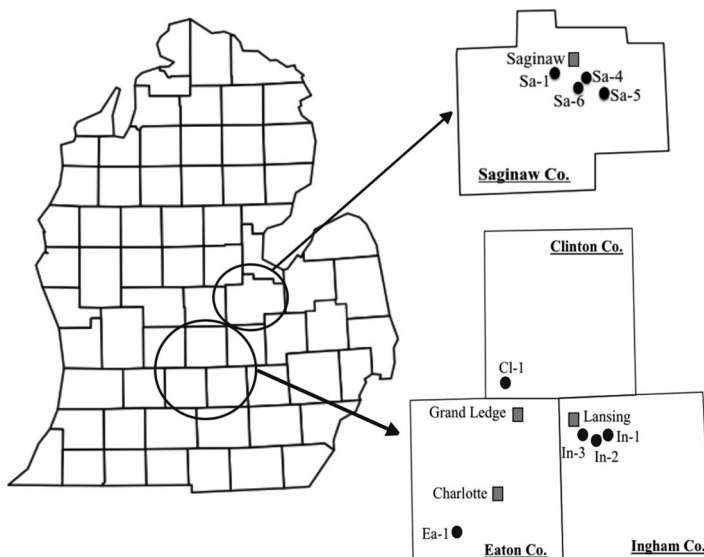 Saginaw
Sa-1
Sa-4
Sa-6
Sa-5
Saginaw Co.
Clinton Co.
Cl-1
Grand Ledge
Lansing
In-1
In-3
In-2
Charlotte
Ea-1
Eaton Co.
Ingham Co.